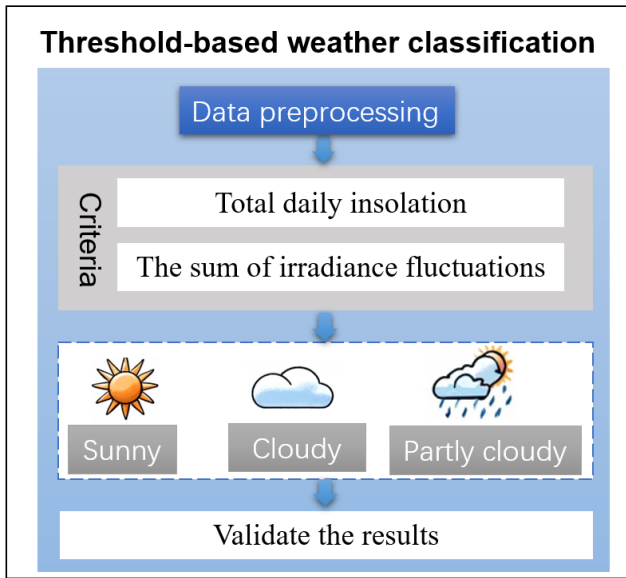 Threshold-based weather classification
Data preprocessing
Criteria
Total daily insolation
The sum of irradiance fluctuations
Sunny
Cloudy
Partly cloudy
Validate the results